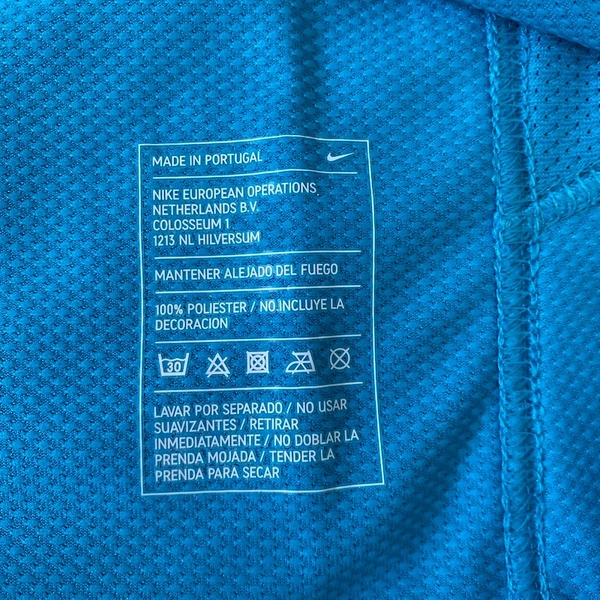 MADE IN PORTUGAL
NIKE EUROPEAN OPERATIONS
NETHERLANDS B.V.
COLOSSEUM 1
1213 NL HILVERSUM
MANTENER ALEJADO DEL FUEGO
100% POLIESTER / NO INCLUYE LA
DECORACION
30
LAVAR POR SEPARADO / NO USAR
SUAVIZANTES / RETIRAR
INMEDIATAMENTE / NO DOBLAR LA
PRENDA MOJADA / TENDER LA
PRENDA PARA SECAR